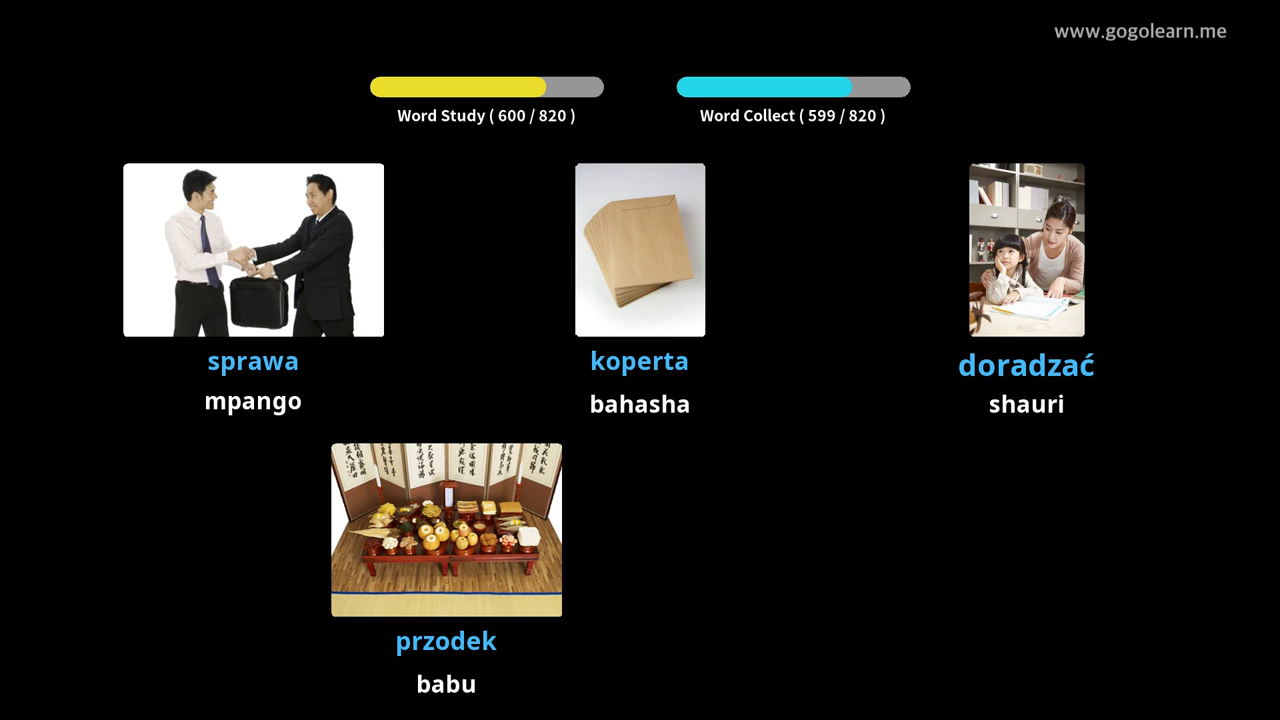 www.gogolearn.me
Word Study ( 600 / 820 )
Word Collect ( 599 / 820 )
sprawa
mpango
koperta
bahasha
doradzać
shauri
przodek
babu